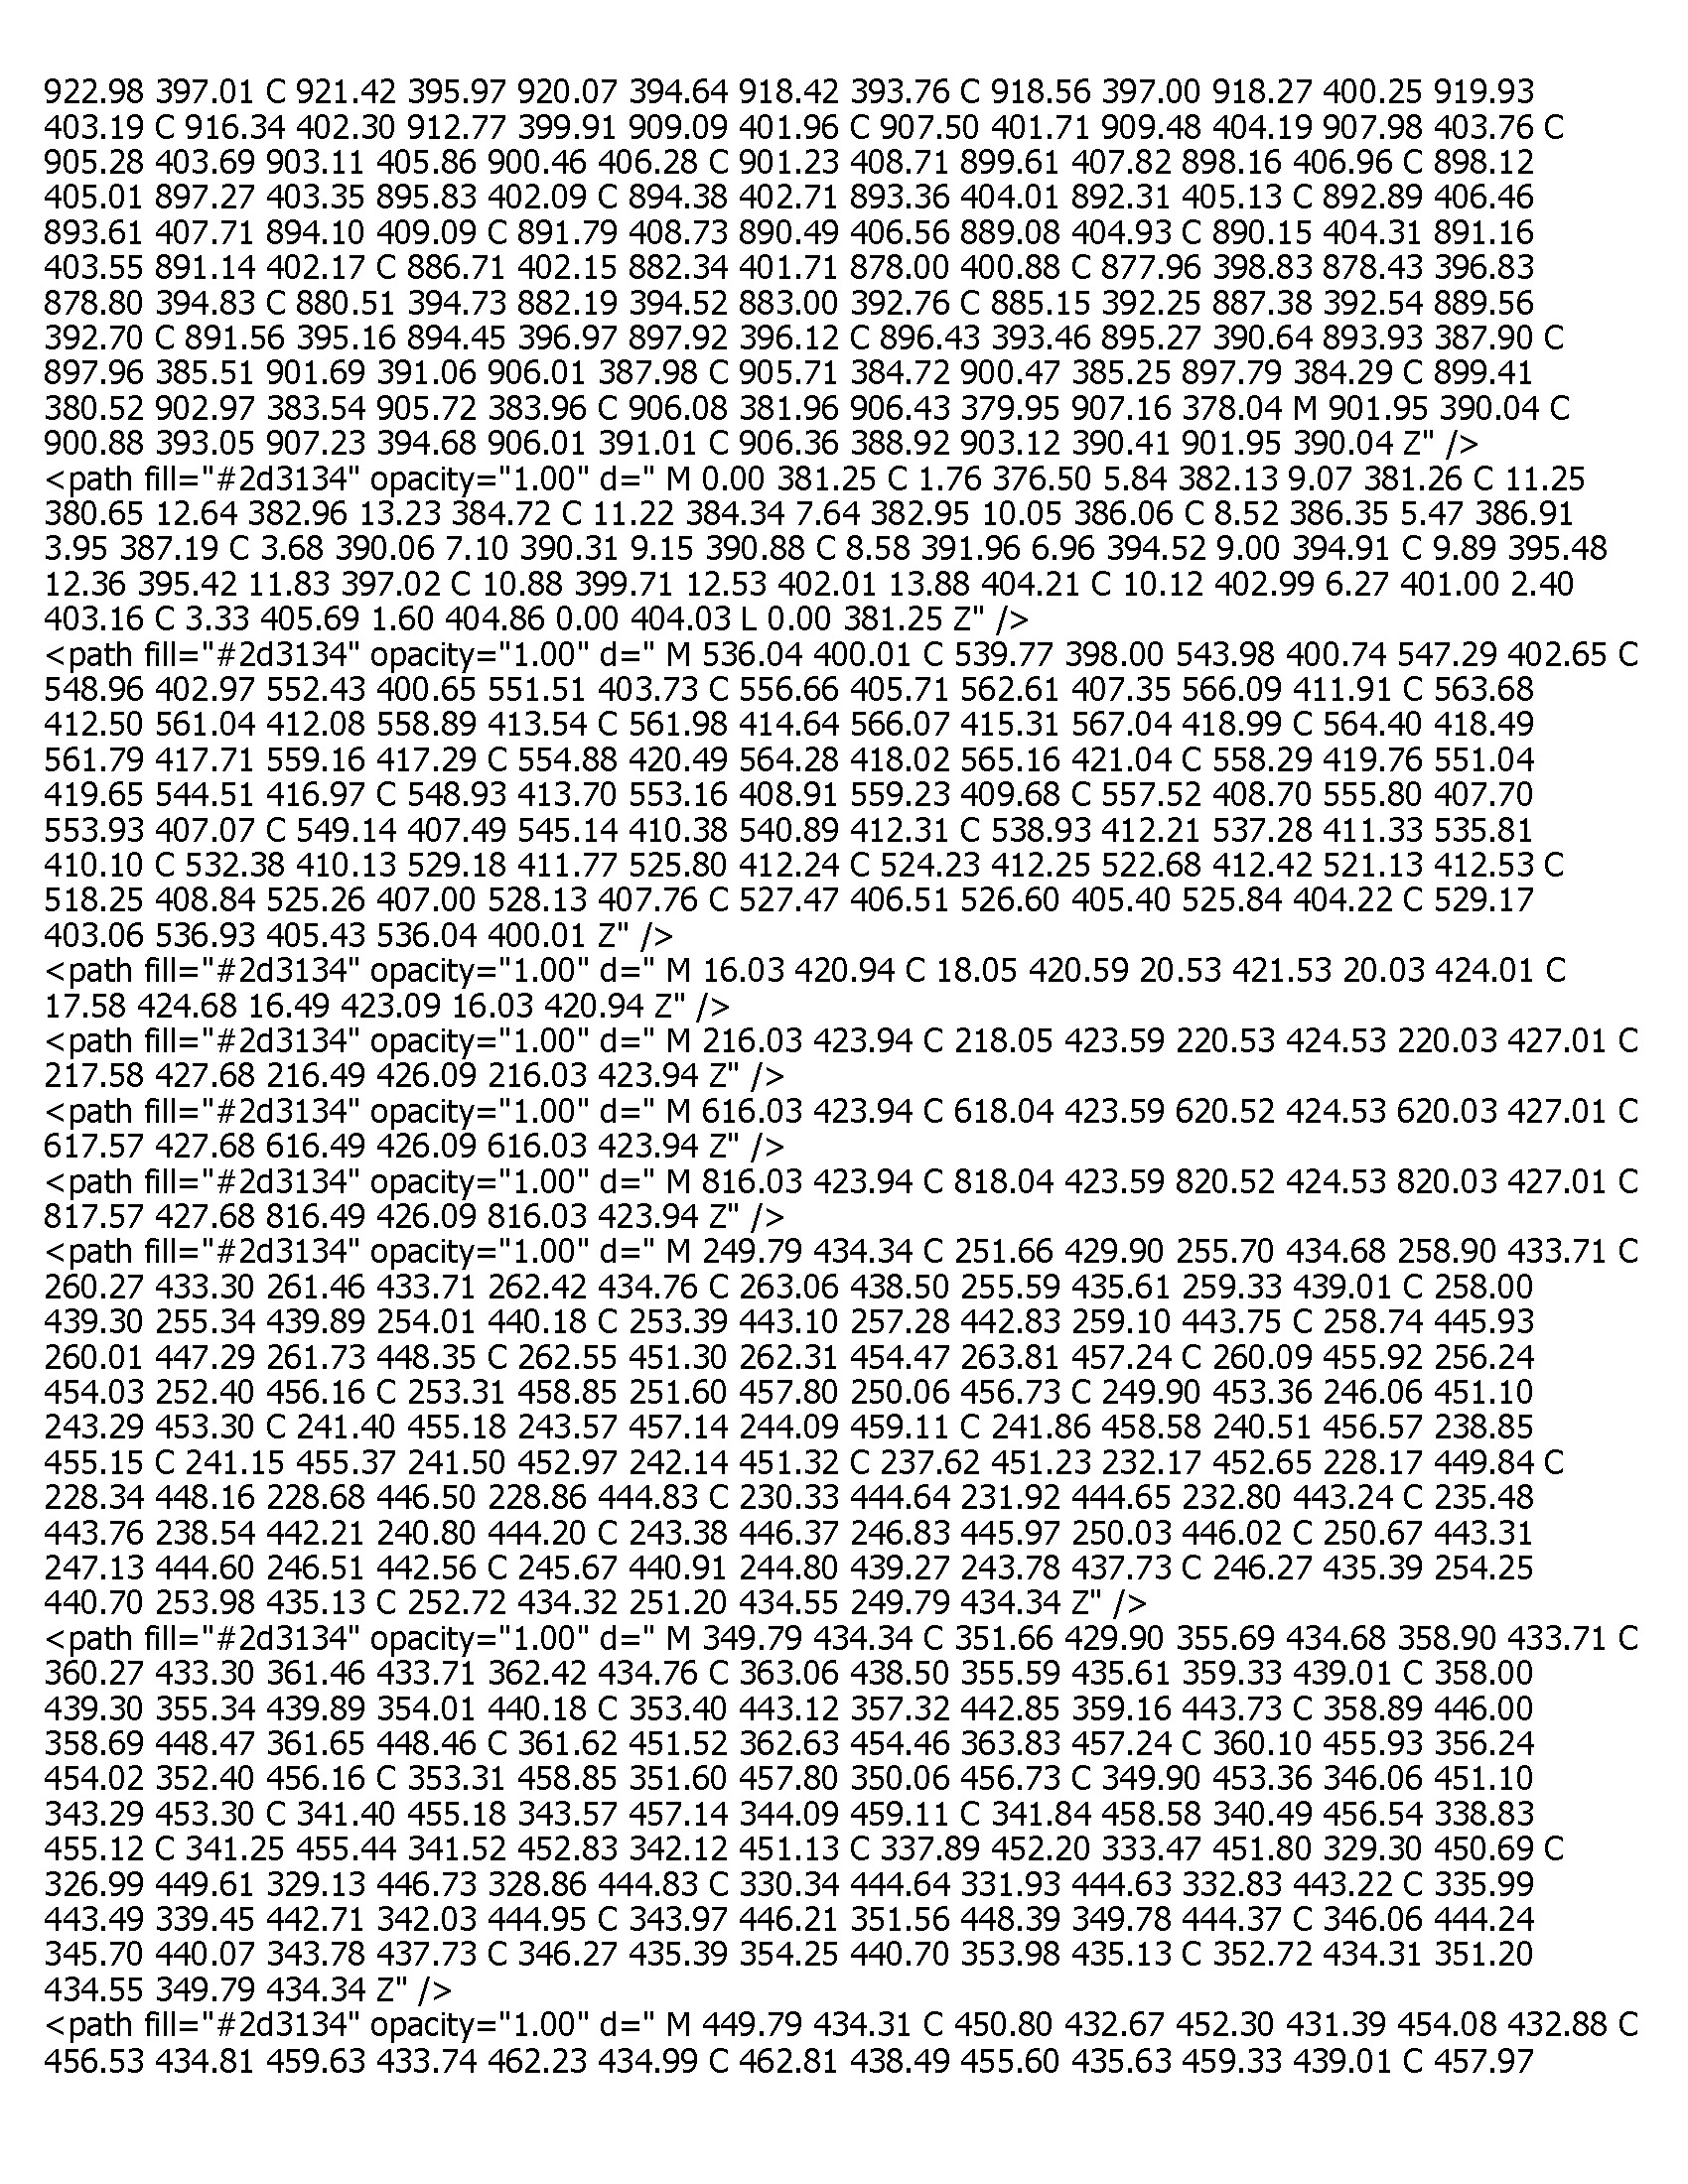 922.98 397.01 C 921.42 395.97 920.07 394.64 918.42 393.76 C 918.56 397.00 918.27 400.25 919.93
403.19 C 916.34 402.30 912.77 399.91 909.09 401.96 C 907.50 401.71 909.48 404.19 907.98 403.76 C
905.28 403.69 903.11 405.86 900.46 406.28 C 901.23 408.71 899.61 407.82 898.16 406.96 C 898.12
405.01 897.27 403.35 895.83 402.09 C 894.38 402.71 893.36 404.01 892.31 405.13 C 892.89 406.46
893.61 407.71 894.10 409.09 C 891.79 408.73 890.49 406.56 889.08 404.93 C 890.15 404.31 891.16
403.55 891.14 402.17 C 886.71 402.15 882.34 401.71 878.00 400.88 C 877.96 398.83 878.43 396.83
878.80 394.83 C 880.51 394.73 882.19 394.52 883.00 392.76 C 885.15 392.25 887.38 392.54 889.56
392.70 C 891.56 395.16 894.45 396.97 897.92 396.12 C 896.43 393.46 895.27 390.64 893.93 387.90 C
897.96 385.51 901.69 391.06 906.01 387.98 C 905.71 384.72 900.47 385.25 897.79 384.29 C 899.41
380.52 902.97 383.54 905.72 383.96 C 906.08 381.96 906.43 379.95 907.16 378.04 M 901.95 390.04 C
900.88 393.05 907.23 394.68 906.01 391.01 C 906.36 388.92 903.12 390.41 901.95 390.04 Z" />
<path fill="#2d3134" opacity="1.00" d=" M 0.00 381.25 C 1.76 376.50 5.84 382.13 9.07 381.26 C 11.25
380.65 12.64 382.96 13.23 384.72 C 11.22 384.34 7.64 382.95 10.05 386.06 C 8.52 386.35 5.47 386.91
3.95 387.19 C 3.68 390.06 7.10 390.31 9.15 390.88 C 8.58 391.96 6.96 394.52 9.00 394.91 C 9.89 395.48
12.36 395.42 11.83 397.02 C 10.88 399.71 12.53 402.01 13.88 404.21 C 10.12 402.99 6.27 401.00 2.40
403.16 C 3.33 405.69 1.60 404.86 0.00 404.03 L 0.00 381.25 Z" />
<path fill="#2d3134" opacity="1.00" d=" M 536.04 400.01 C 539.77 398.00 543.98 400.74 547.29 402.65 C
548.96 402.97 552.43 400.65 551.51 403.73 C 556.66 405.71 562.61 407.35 566.09 411.91 C 563.68
412.50 561.04 412.08 558.89 413.54 C 561.98 414.64 566.07 415.31 567.04 418.99 C 564.40 418.49
561.79 417.71 559.16 417.29 C 554.88 420.49 564.28 418.02 565.16 421.04 C 558.29 419.76 551.04
419.65 544.51 416.97 C 548.93 413.70 553.16 408.91 559.23 409.68 C 557.52 408.70 555.80 407.70
553.93 407.07 C 549.14 407.49 545.14 410.38 540.89 412.31 C 538.93 412.21 537.28 411.33 535.81
410.10 C 532.38 410.13 529.18 411.77 525.80 412.24 C 524.23 412.25 522.68 412.42 521.13 412.53 C
518.25 408.84 525.26 407.00 528.13 407.76 C 527.47 406.51 526.60 405.40 525.84 404.22 C 529.17
403.06 536.93 405.43 536.04 400.01 Z" />
<path fill="#2d3134" opacity="1.00" d=" M 16.03 420.94 C 18.05 420.59 20.53 421.53 20.03 424.01 C
17.58 424.68 16.49 423.09 16.03 420.94 Z" />
<path fill="#2d3134" opacity="1.00" d=" M 216.03 423.94 C 218.05 423.59 220.53 424.53 220.03 427.01 C
217.58 427.68 216.49 426.09 216.03 423.94 Z" />
<path fill="#2d3134" opacity="1.00" d=" M 616.03 423.94 C 618.04 423.59 620.52 424.53 620.03 427.01 C
617.57 427.68 616.49 426.09 616.03 423.94 Z" />
<path fill="#2d3134" opacity="1.00" d=" M 816.03 423.94 C 818.04 423.59 820.52 424.53 820.03 427.01 C
817.57 427.68 816.49 426.09 816.03 423.94 Z" />
<path fill="#2d3134" opacity="1.00" d=" M 249.79 434.34 C 251.66 429.90 255.70 434.68 258.90 433.71 C
260.27 433.30 261.46 433.71 262.42 434.76 C 263.06 438.50 255.59 435.61 259.33 439.01 C 258.00
439.30 255.34 439.89 254.01 440.18 C 253.39 443.10 257.28 442.83 259.10 443.75 C 258.74 445.93
260.01 447.29 261.73 448.35 C 262.55 451.30 262.31 454.47 263.81 457.24 C 260.09 455.92 256.24
454.03 252.40 456.16 C 253.31 458.85 251.60 457.80 250.06 456.73 C 249.90 453.36 246.06 451.10
243.29 453.30 C 241.40 455.18 243.57 457.14 244.09 459.11 C 241.86 458.58 240.51 456.57 238.85
455.15 C 241.15 455.37 241.50 452.97 242.14 451.32 C 237.62 451.23 232.17 452.65 228.17 449.84 C
228.34 448.16 228.68 446.50 228.86 444.83 C 230.33 444.64 231.92 444.65 232.80 443.24 C 235.48
443.76 238.54 442.21 240.80 444.20 C 243.38 446.37 246.83 445.97 250.03 446.02 C 250.67 443.31
247.13 444.60 246.51 442.56 C 245.67 440.91 244.80 439.27 243.78 437.73 C 246.27 435.39 254.25
440.70 253.98 435.13 C 252.72 434.32 251.20 434.55 249.79 434.34 Z" />
<path fill="#2d3134" opacity="1.00" d=" M 349.79 434.34 C 351.66 429.90 355.69 434.68 358.90 433.71 C
360.27 433.30 361.46 433.71 362.42 434.76 C 363.06 438.50 355.59 435.61 359.33 439.01 C 358.00
439.30 355.34 439.89 354.01 440.18 C 353.40 443.12 357.32 442.85 359.16 443.73 C 358.89 446.00
358.69 448.47 361.65 448.46 C 361.62 451.52 362.63 454.46 363.83 457.24 C 360.10 455.93 356.24
454.02 352.40 456.16 C 353.31 458.85 351.60 457.80 350.06 456.73 C 349.90 453.36 346.06 451.10
343.29 453.30 C 341.40 455.18 343.57 457.14 344.09 459.11 C 341.84 458.58 340.49 456.54 338.83
455.12 C 341.25 455.44 341.52 452.83 342.12 451.13 C 337.89 452.20 333.47 451.80 329.30 450.69 C
326.99 449.61 329.13 446.73 328.86 444.83 C 330.34 444.64 331.93 444.63 332.83 443.22 C 335.99
443.49 339.45 442.71 342.03 444.95 C 343.97 446.21 351.56 448.39 349.78 444.37 C 346.06 444.24
345.70 440.07 343.78 437.73 C 346.27 435.39 354.25 440.70 353.98 435.13 C 352.72 434.31 351.20
434.55 349.79 434.34 Z" />
<path fill="#2d3134" opacity="1.00" d=" M 449.79 434.31 C 450.80 432.67 452.30 431.39 454.08 432.88 C
456.53 434.81 459.63 433.74 462.23 434.99 C 462.81 438.49 455.60 435.63 459.33 439.01 C 457.97